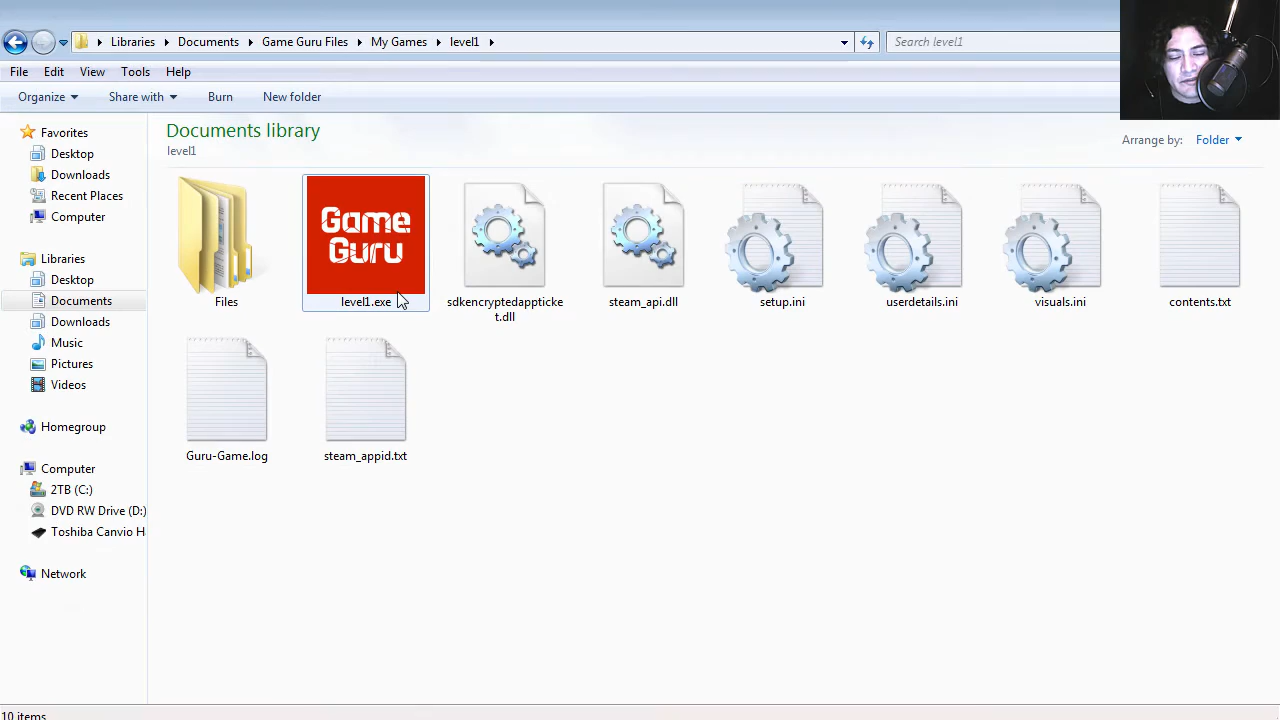 Libraries Documents Game Guru Files My Games level1
Search level1
File Edit View Tools Help
Organize Share with Burn New folder
Documents library
level1
Arrange by: Folder
Favorites
Desktop
Downloads
Recent Places
Computer
Libraries
Desktop
Documents
Downloads
Music
Pictures
Videos
Homegroup
Computer
2TB (C:)
DVD RW Drive (D:)
Toshiba Canvio H
Network
Game
Guru
Files
level1.exe
sdkencryptedappticke
t.dll
steam_api.dll
setup.ini
userdetails.ini
visuals.ini
contents.txt
Guru-Game.log
steam_appid.txt
10 items